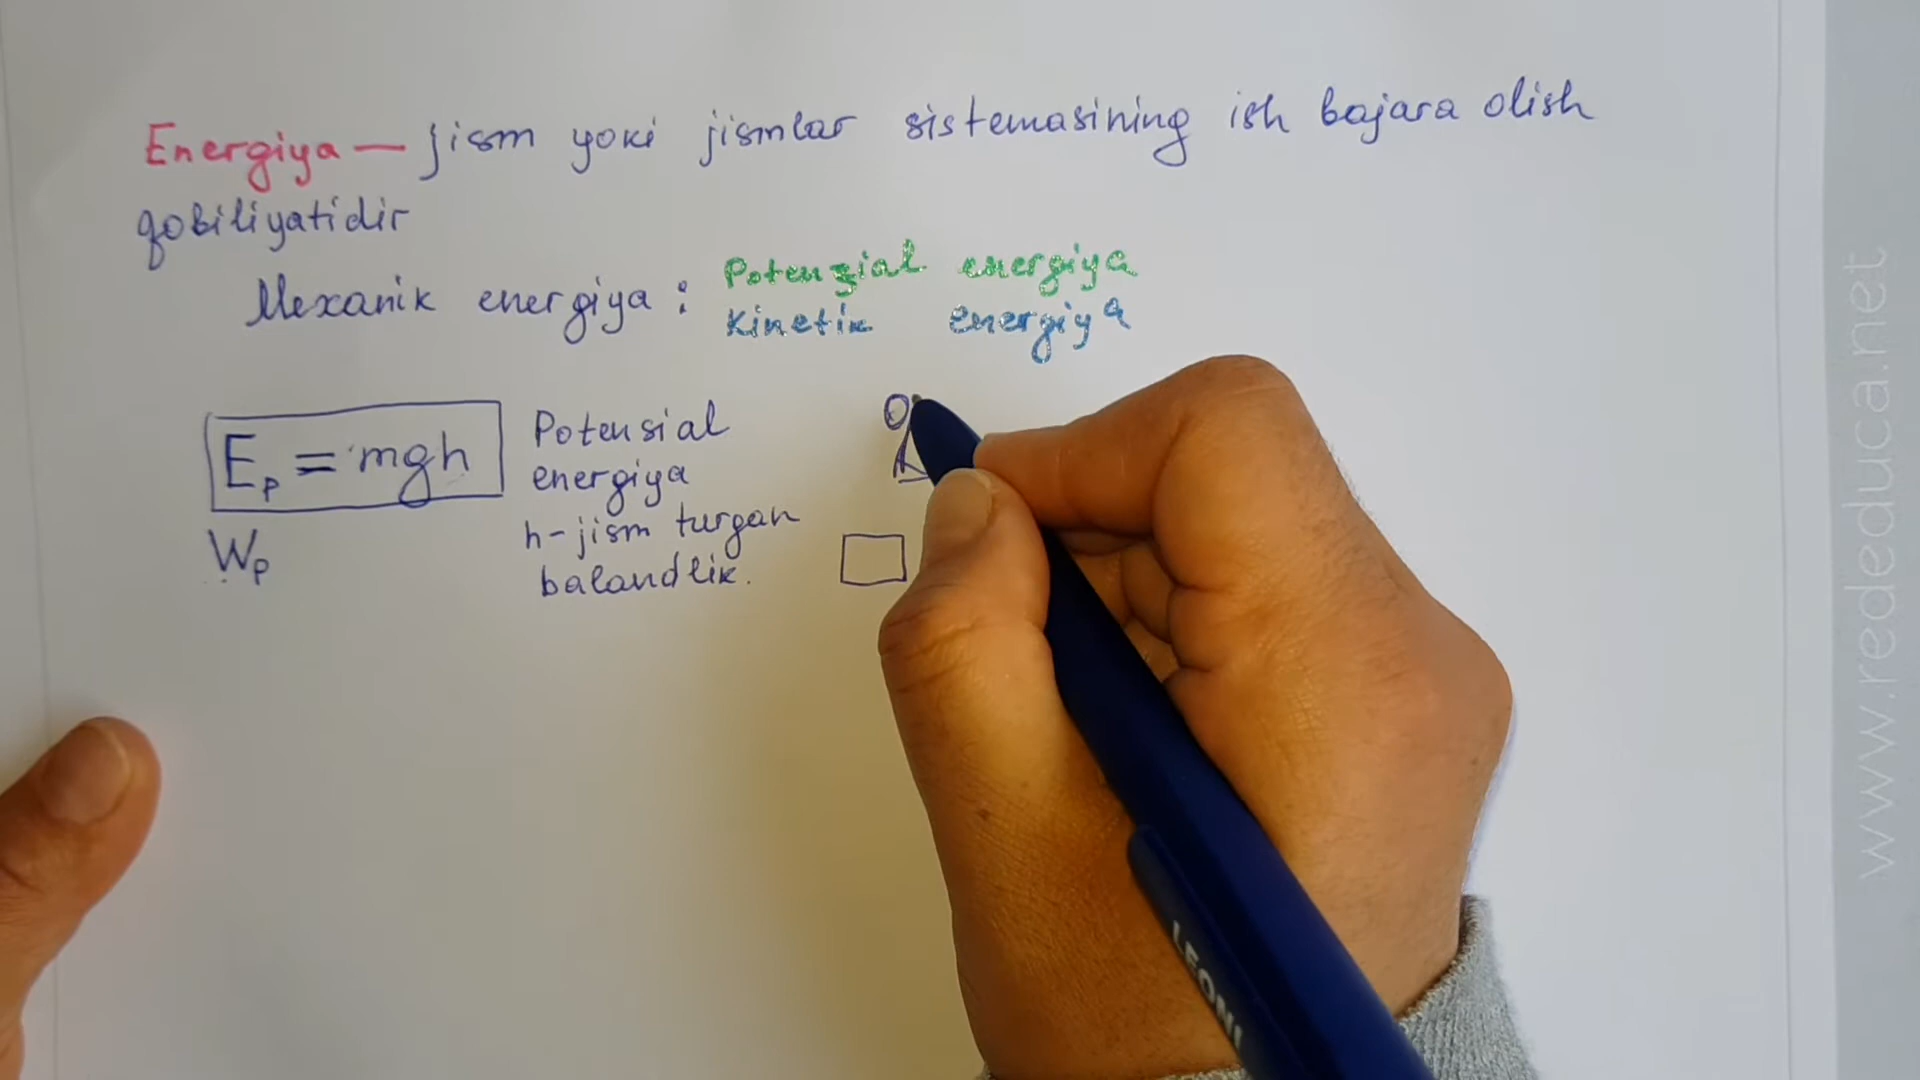 Energiya — jism yoki jismlar sistemasining ish bajara olish
qobiliyatidir
Mexanik energiya : Potensial energiya
Kinetik energiya
Ep = mgh
Wp
Potensial
energiya
h-jism turgan
balandlik.
LEONI
www.rededuca.net